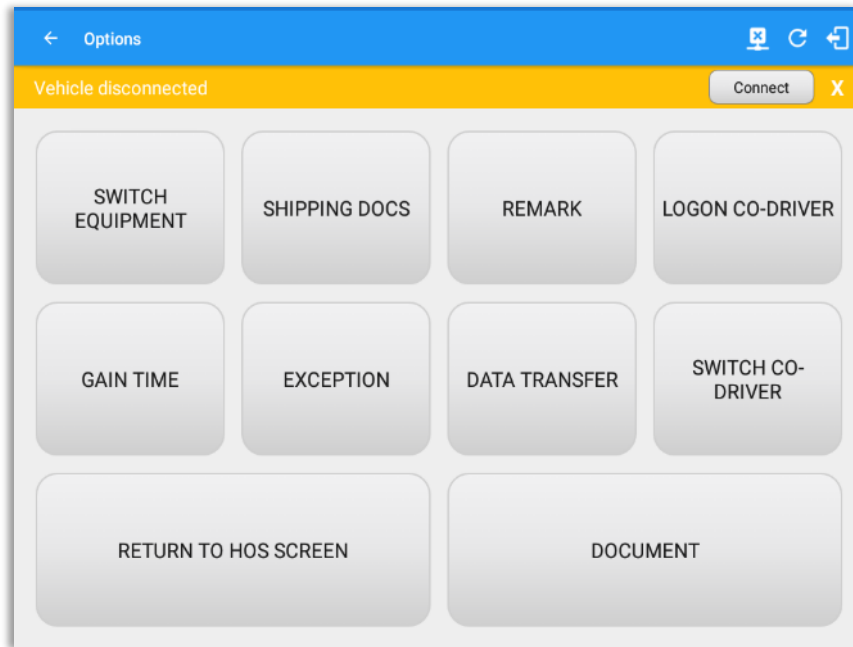 Options
Vehicle disconnected
Connect
X
SWITCH
EQUIPMENT
SHIPPING DOCS
REMARK
LOGON CO-DRIVER
GAIN TIME
EXCEPTION
DATA TRANSFER
SWITCH CO-
DRIVER
RETURN TO HOS SCREEN
DOCUMENT